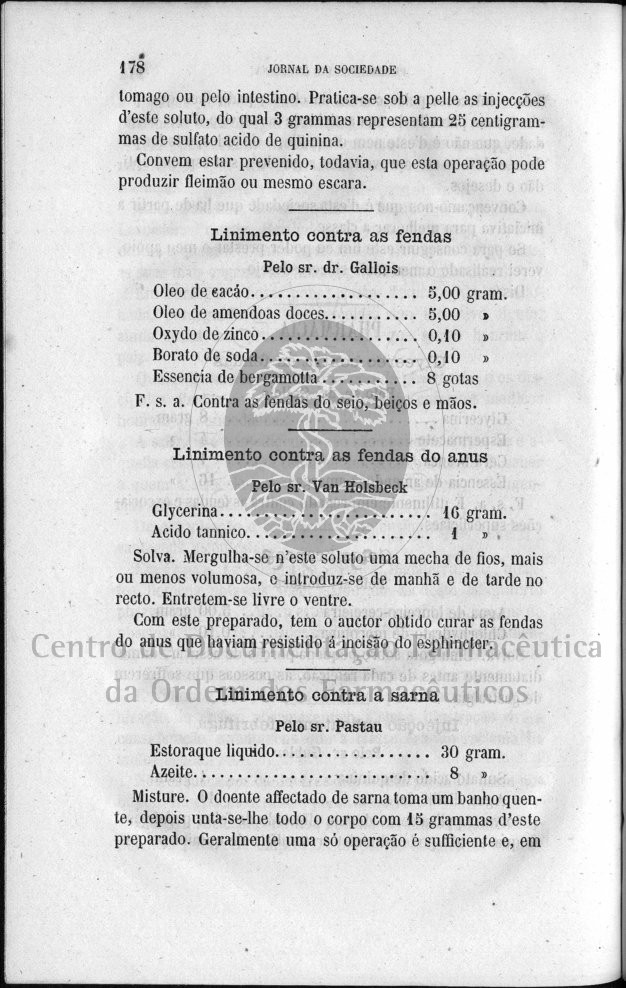 178
JORNAL DA SOCIEDADE
tomago ou pelo intestino. Pratica-se sob a pelle as injecções
d'este soluto, do qual 3 grammas representam 25 centigram-
mas de sulfato acido de quinina.
Convem estar prevenido, todavia, que esta operação pode
produzir fleimão ou mesmo escara.
Linimento contra as fendas
Pelo sr. dr. Gallois
Oleo de cacáo.................. 5,00 gram.
Oleo de amendoas doces........... 5,00 »
Oxydo de zinco.................. 0,10 »
Borato de soda.................. 0,10 »
Essencia de bergamotta........... 8 gotas
F. s. a. Contra as fendas do seio, beiços e mãos.
Linimento contra as fendas do anus
Pelo sr. Van Holsbeck
Glycerina....................... 16 gram.
Acido tannico.................... 1 »
Solva. Mergulha-se n'este soluto uma mecha de fios, mais
ou menos volumosa, e introduz-se de manhã e de tarde no
recto. Entretem-se livre o ventre.
Com este preparado, tem o auctor obtido curar as fendas
do anus que haviam resistido á incisão do esphincter.
Centro de Documentação Farmacêutica
da Ordem dos Farmacêuticos
Linimento contra a sarna
Pelo sr. Pastau
Estoraque liquido................. 30 gram.
Azeite.......................... 8 »
Misture. O doente affectado de sarna toma um banho quen-
te, depois unta-se-lhe todo o corpo com 15 grammas d'este
preparado. Geralmente uma só operação é sufficiente e, em